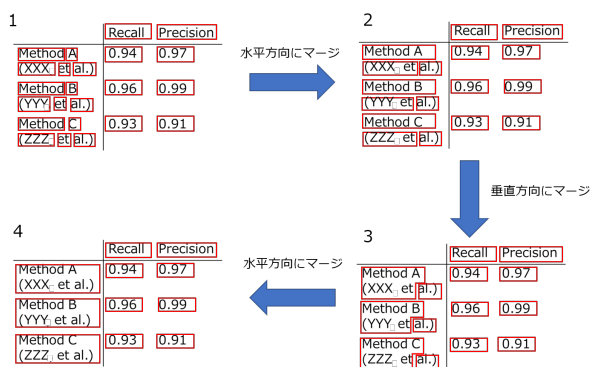 1
Recall Precision
Method A 0.94 0.97
(XXX et al.)
Method B 0.96 0.99
(YYY et al.)
Method C 0.93 0.91
(ZZZ et al.)
水平方向にマージ
2
Recall Precision
Method A 0.94 0.97
(XXX et al.)
Method B 0.96 0.99
(YYY et al.)
Method C 0.93 0.91
(ZZZ et al.)
垂直方向にマージ
3
Recall Precision
Method A 0.94 0.97
(XXX et al.)
Method B 0.96 0.99
(YYY et al.)
Method C 0.93 0.91
(ZZZ et al.)
水平方向にマージ
4
Recall Precision
Method A 0.94 0.97
(XXX et al.)
Method B 0.96 0.99
(YYY et al.)
Method C 0.93 0.91
(ZZZ et al.)